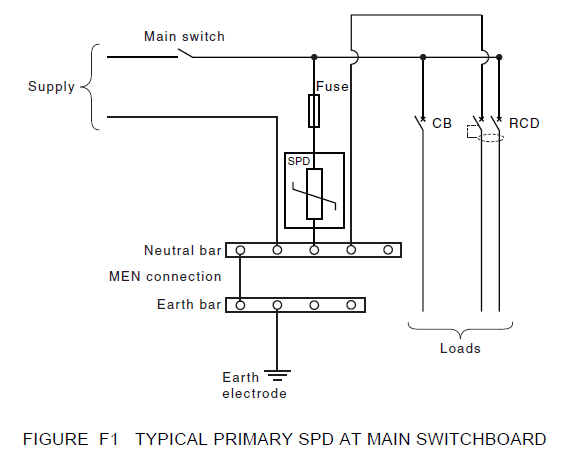 Main switch
Supply
Fuse
CB
RCD
SPD
Neutral bar
MEN connection
Earth bar
Loads
Earth
electrode
FIGURE F1 TYPICAL PRIMARY SPD AT MAIN SWITCHBOARD